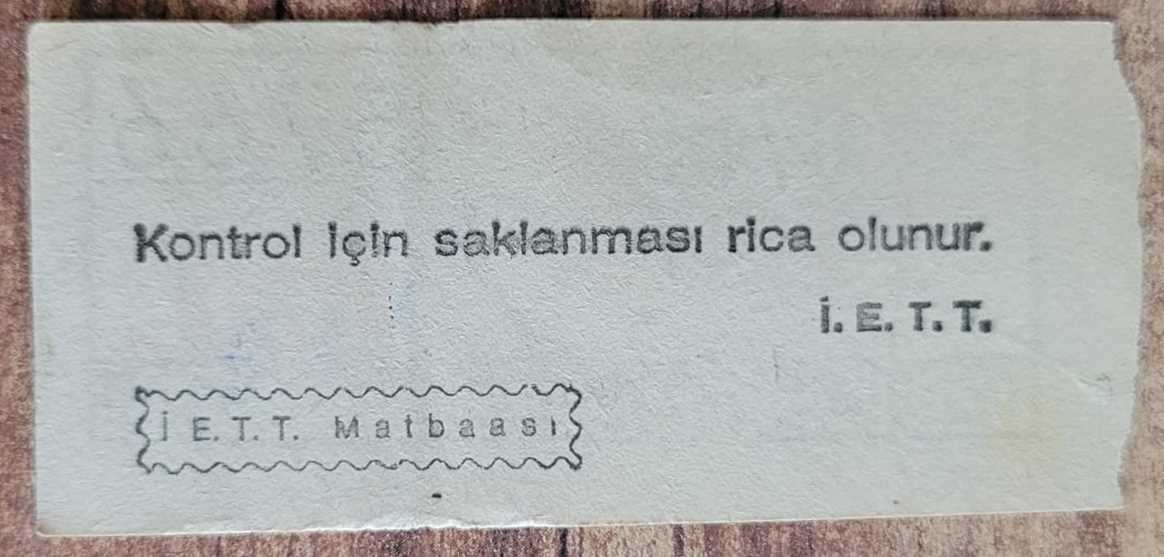 Kontrol için saklanması rica olunur.
İ. E. T. T.
İ E. T. T. Matbaası